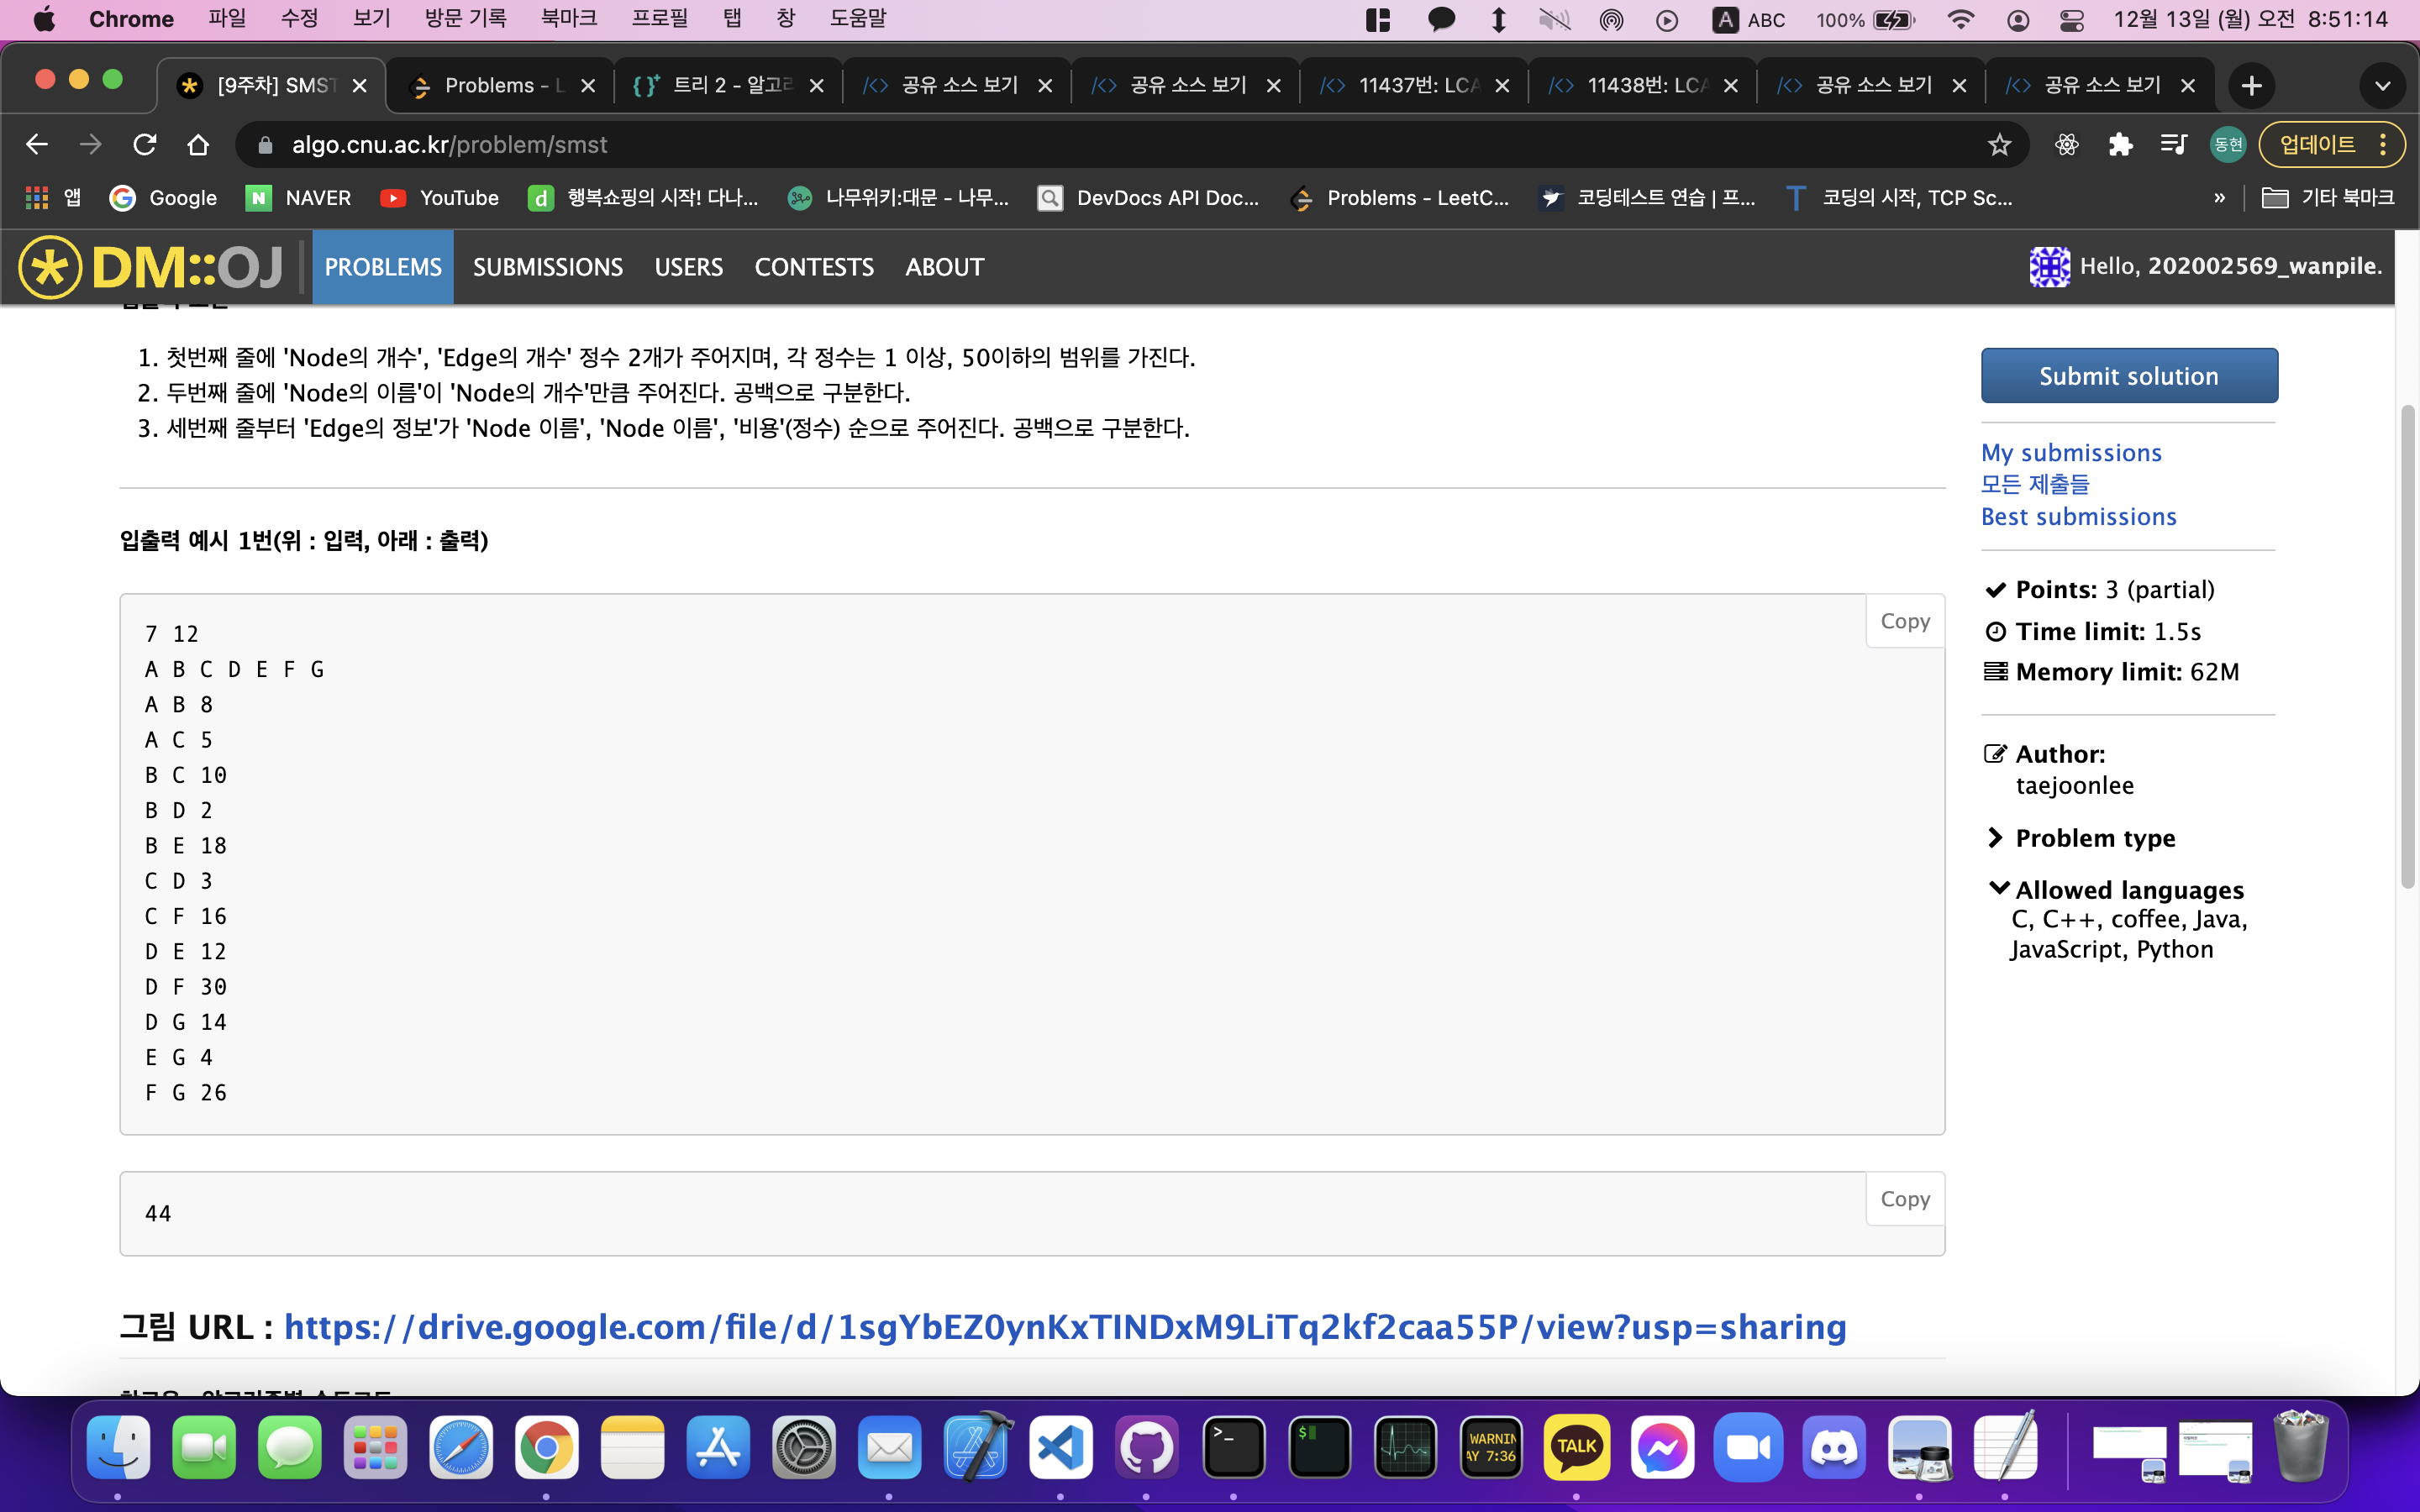 Chrome 파일 수정 보기 방문 기록 북마크 프로필 탭 창 도움말 A ABC 100% 12월 13일 (월) 오전 8:51:14
[9주차] SMST Problems - L 트리 2 - 알고리 공유 소스 보기 공유 소스 보기 11437번: LCA 11438번: LCA 공유 소스 보기 공유 소스 보기
algo.cnu.ac.kr/problem/smst 동현 업데이트
앱 Google NAVER YouTube 행복쇼핑의 시작! 다나... 나무위키:대문 - 나무... DevDocs API Doc... Problems - LeetC... 코딩테스트 연습 | 프... 코딩의 시작, TCP Sc... » 기타 북마크
DM::OJ PROBLEMS SUBMISSIONS USERS CONTESTS ABOUT Hello, 202002569_wanpile.
1. 첫번째 줄에 'Node의 개수', 'Edge의 개수' 정수 2개가 주어지며, 각 정수는 1 이상, 50이하의 범위를 가진다.
2. 두번째 줄에 'Node의 이름'이 'Node의 개수'만큼 주어진다. 공백으로 구분한다.
3. 세번째 줄부터 'Edge의 정보'가 'Node 이름', 'Node 이름', '비용'(정수) 순으로 주어진다. 공백으로 구분한다.
입출력 예시 1번(위 : 입력, 아래 : 출력)
Copy
7 12
A B C D E F G
A B 8
A C 5
B C 10
B D 2
B E 18
C D 3
C F 16
D E 12
D F 30
D G 14
E G 4
F G 26
Copy
44
그림 URL : https://drive.google.com/file/d/1sgYbEZ0ynKxTINDxM9LiTq2kf2caa55P/view?usp=sharing
Submit solution
My submissions
모든 제출들
Best submissions
Points: 3 (partial)
Time limit: 1.5s
Memory limit: 62M
Author:
taejoonlee
Problem type
Allowed languages
C, C++, coffee, Java,
JavaScript, Python
WARNIN
AY 7:36
TALK